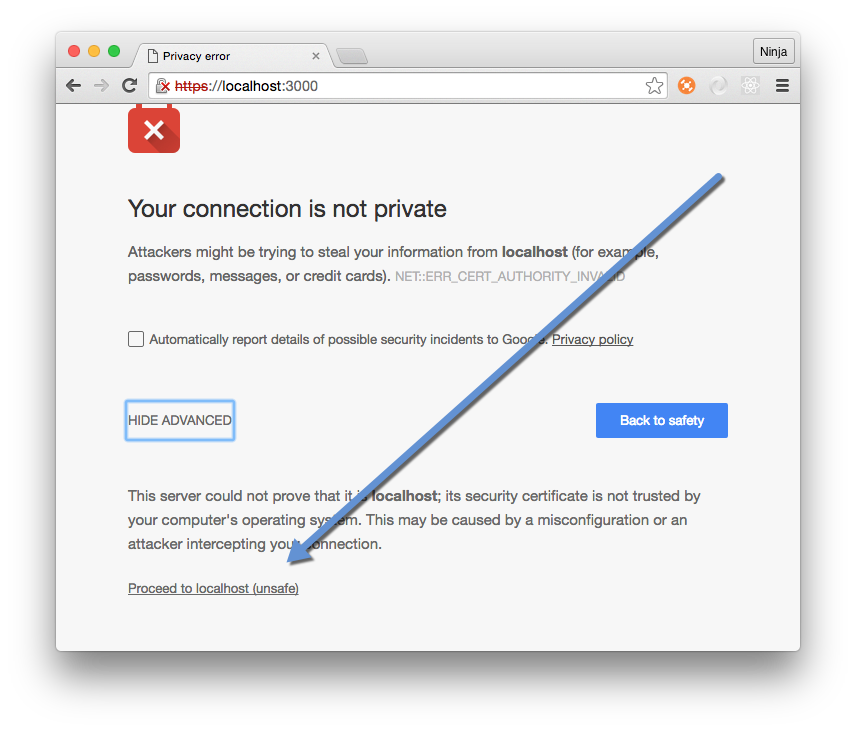 Privacy error
Ninja
https://localhost:3000
Your connection is not private
Attackers might be trying to steal your information from localhost (for example,
passwords, messages, or credit cards). NET::ERR_CERT_AUTHORITY_INVALID
Automatically report details of possible security incidents to Google. Privacy policy
HIDE ADVANCED
Back to safety
This server could not prove that it is localhost; its security certificate is not trusted by
your computer's operating system. This may be caused by a misconfiguration or an
attacker intercepting your connection.
Proceed to localhost (unsafe)